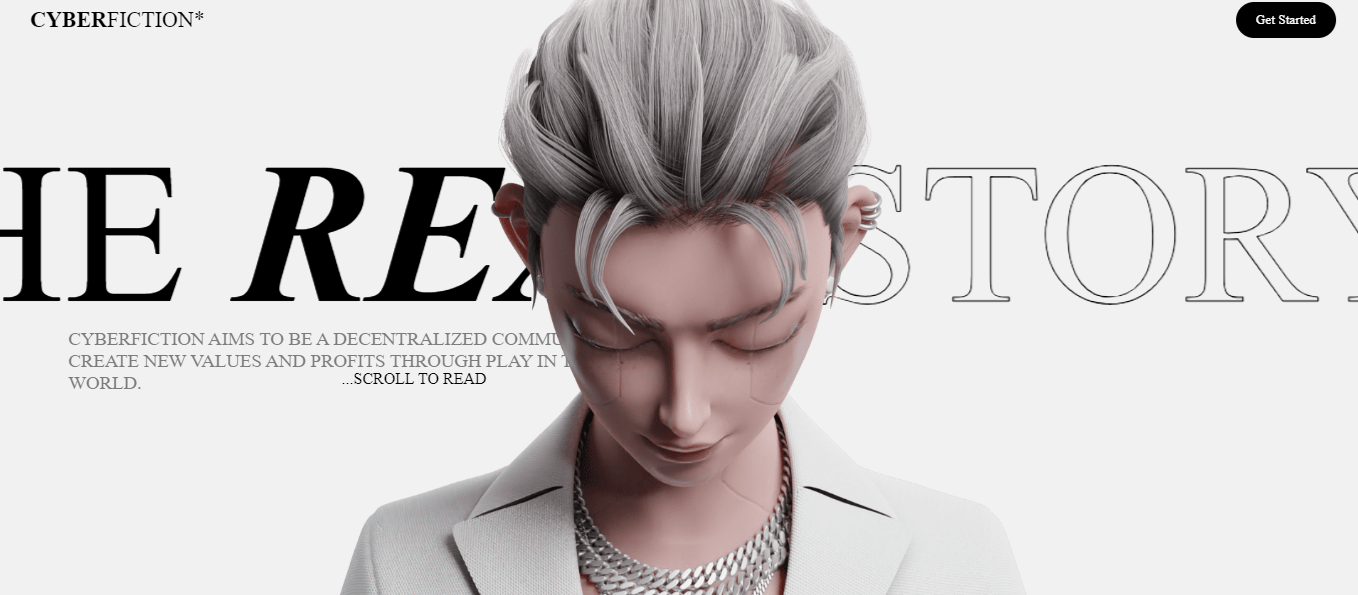 CYBERFICTION*
Get Started
HE REX STORY
CYBERFICTION AIMS TO BE A DECENTRALIZED COMMU
CREATE NEW VALUES AND PROFITS THROUGH PLAY IN T
WORLD.
...SCROLL TO READ